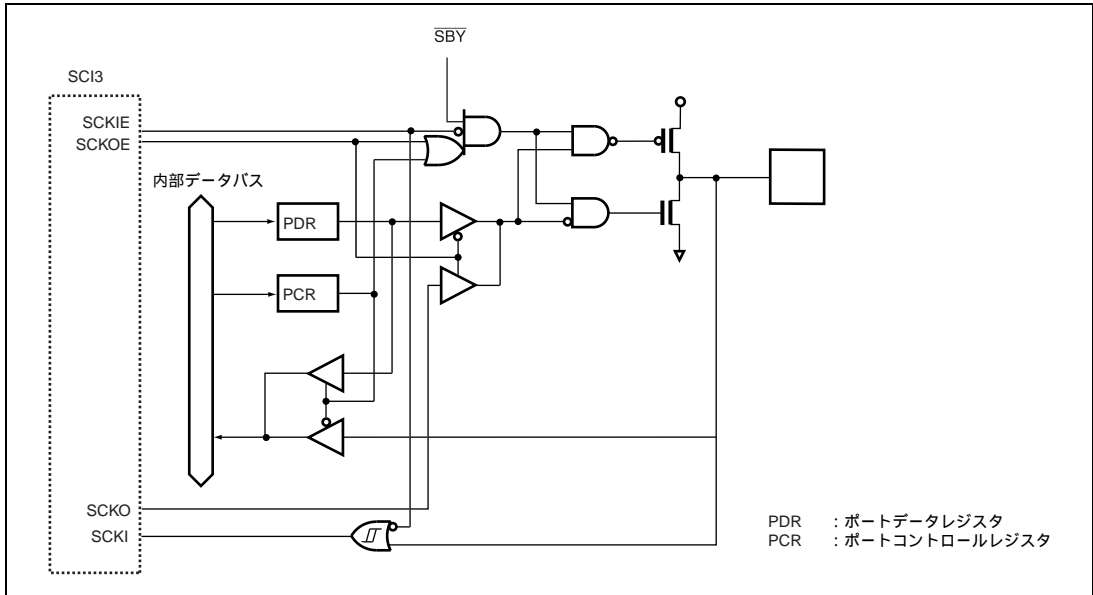 SBY
SCI3
SCKIE
SCKOE
内部データバス
PDR
PCR
SCKO
SCKI
PDR :ポートデータレジスタ
PCR :ポートコントロールレジスタ